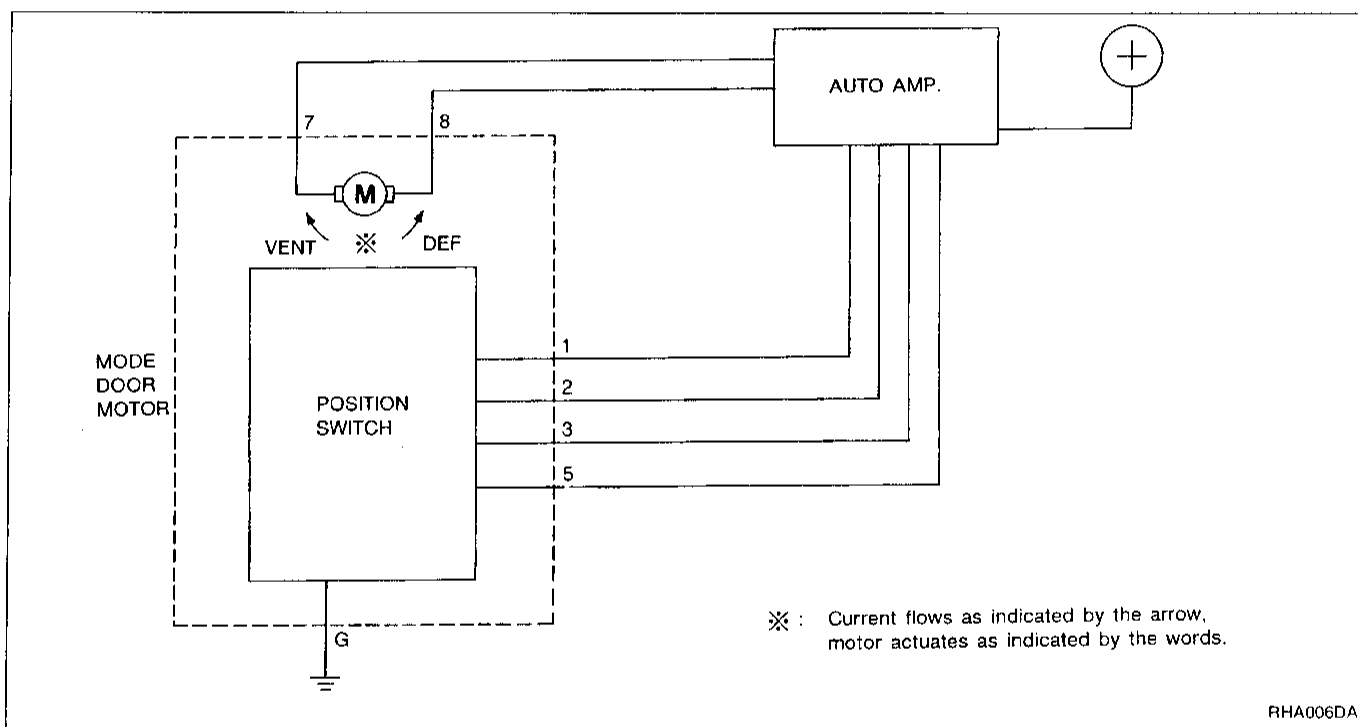 AUTO AMP.
+
7
8
M
VENT
※
DEF
MODE
DOOR
MOTOR
POSITION
SWITCH
1
2
3
5
G
※ : Current flows as indicated by the arrow,
motor actuates as indicated by the words.
RHA006DA